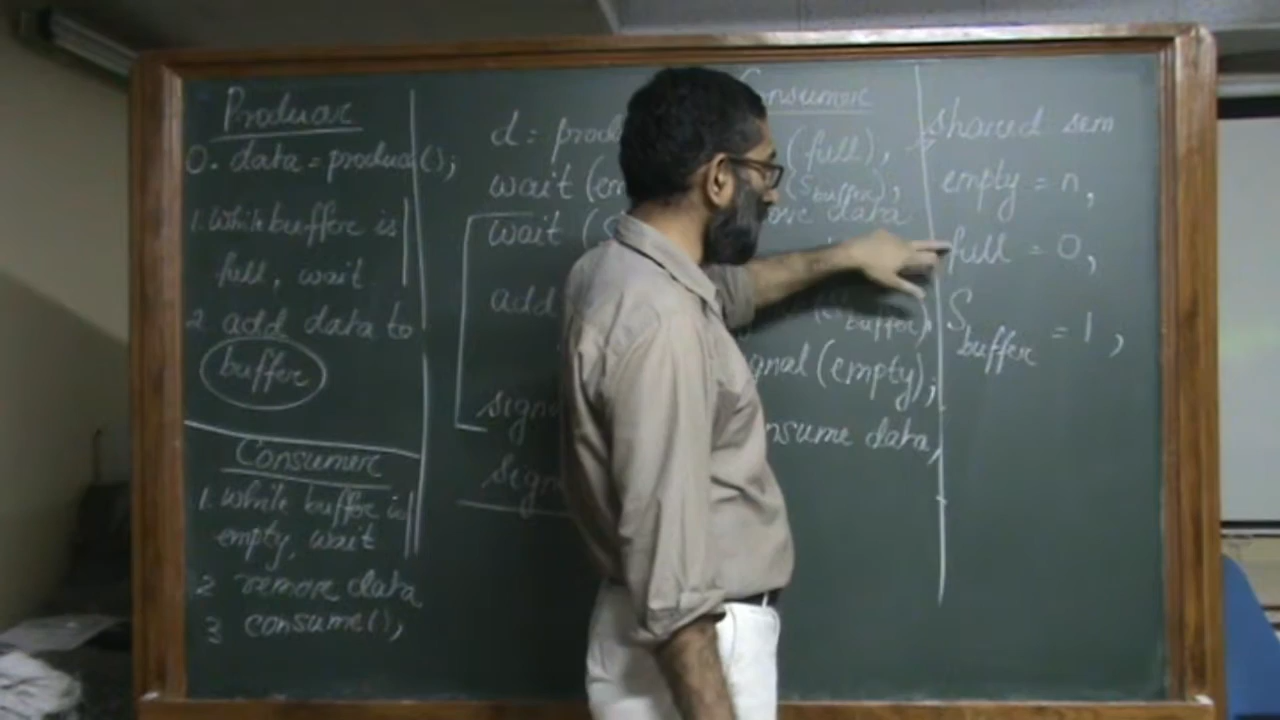 Producer
0. data = produce();
1. While buffer is
full, wait
2. add data to
buffer
Consumer
1. While buffer is
empty, wait
2 remove data
3 consume();
d = prod
wait (em
wait (S
add
signa
sign
Consumer
(full),
(S buffer),
ove data
(S buffer),
gnal (empty);
nsume data,
shared sem
empty = n,
full = 0,
S buffer = 1,